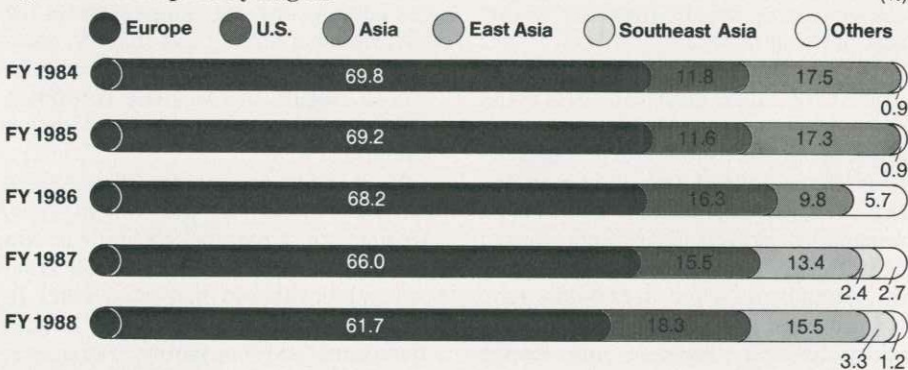 (%)
Europe U.S. Asia East Asia Southeast Asia Others
FY 1984 69.8 11.8 17.5
0.9
FY 1985 69.2 11.6 17.3
0.9
FY 1986 68.2 16.3 9.8 5.7
FY 1987 66.0 15.5 13.4
2.4 2.7
FY 1988 61.7 18.3 15.5
3.3 1.2